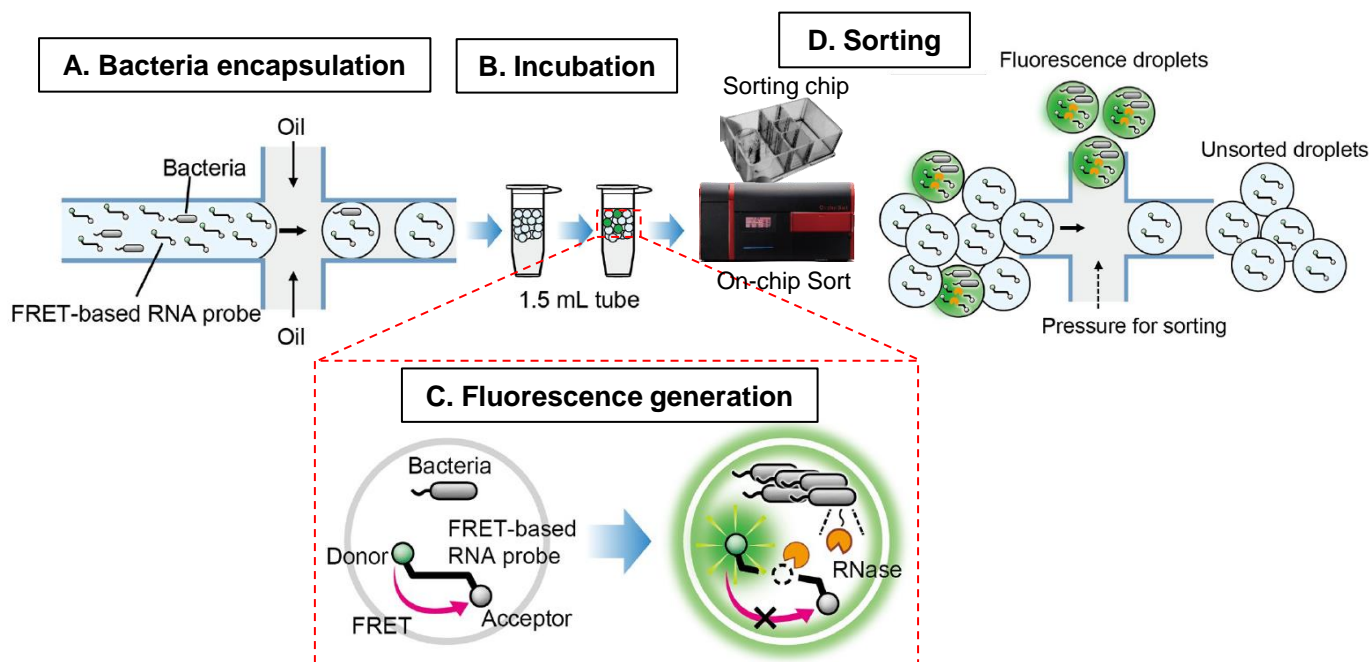 A. Bacteria encapsulation
B. Incubation
D. Sorting
Oil
Bacteria
FRET-based RNA probe
Oil
1.5 mL tube
Sorting chip
On-chip Sort
Fluorescence droplets
Unsorted droplets
Pressure for sorting
C. Fluorescence generation
Bacteria
FRET-based
RNA probe
Donor
FRET
Acceptor
RNase